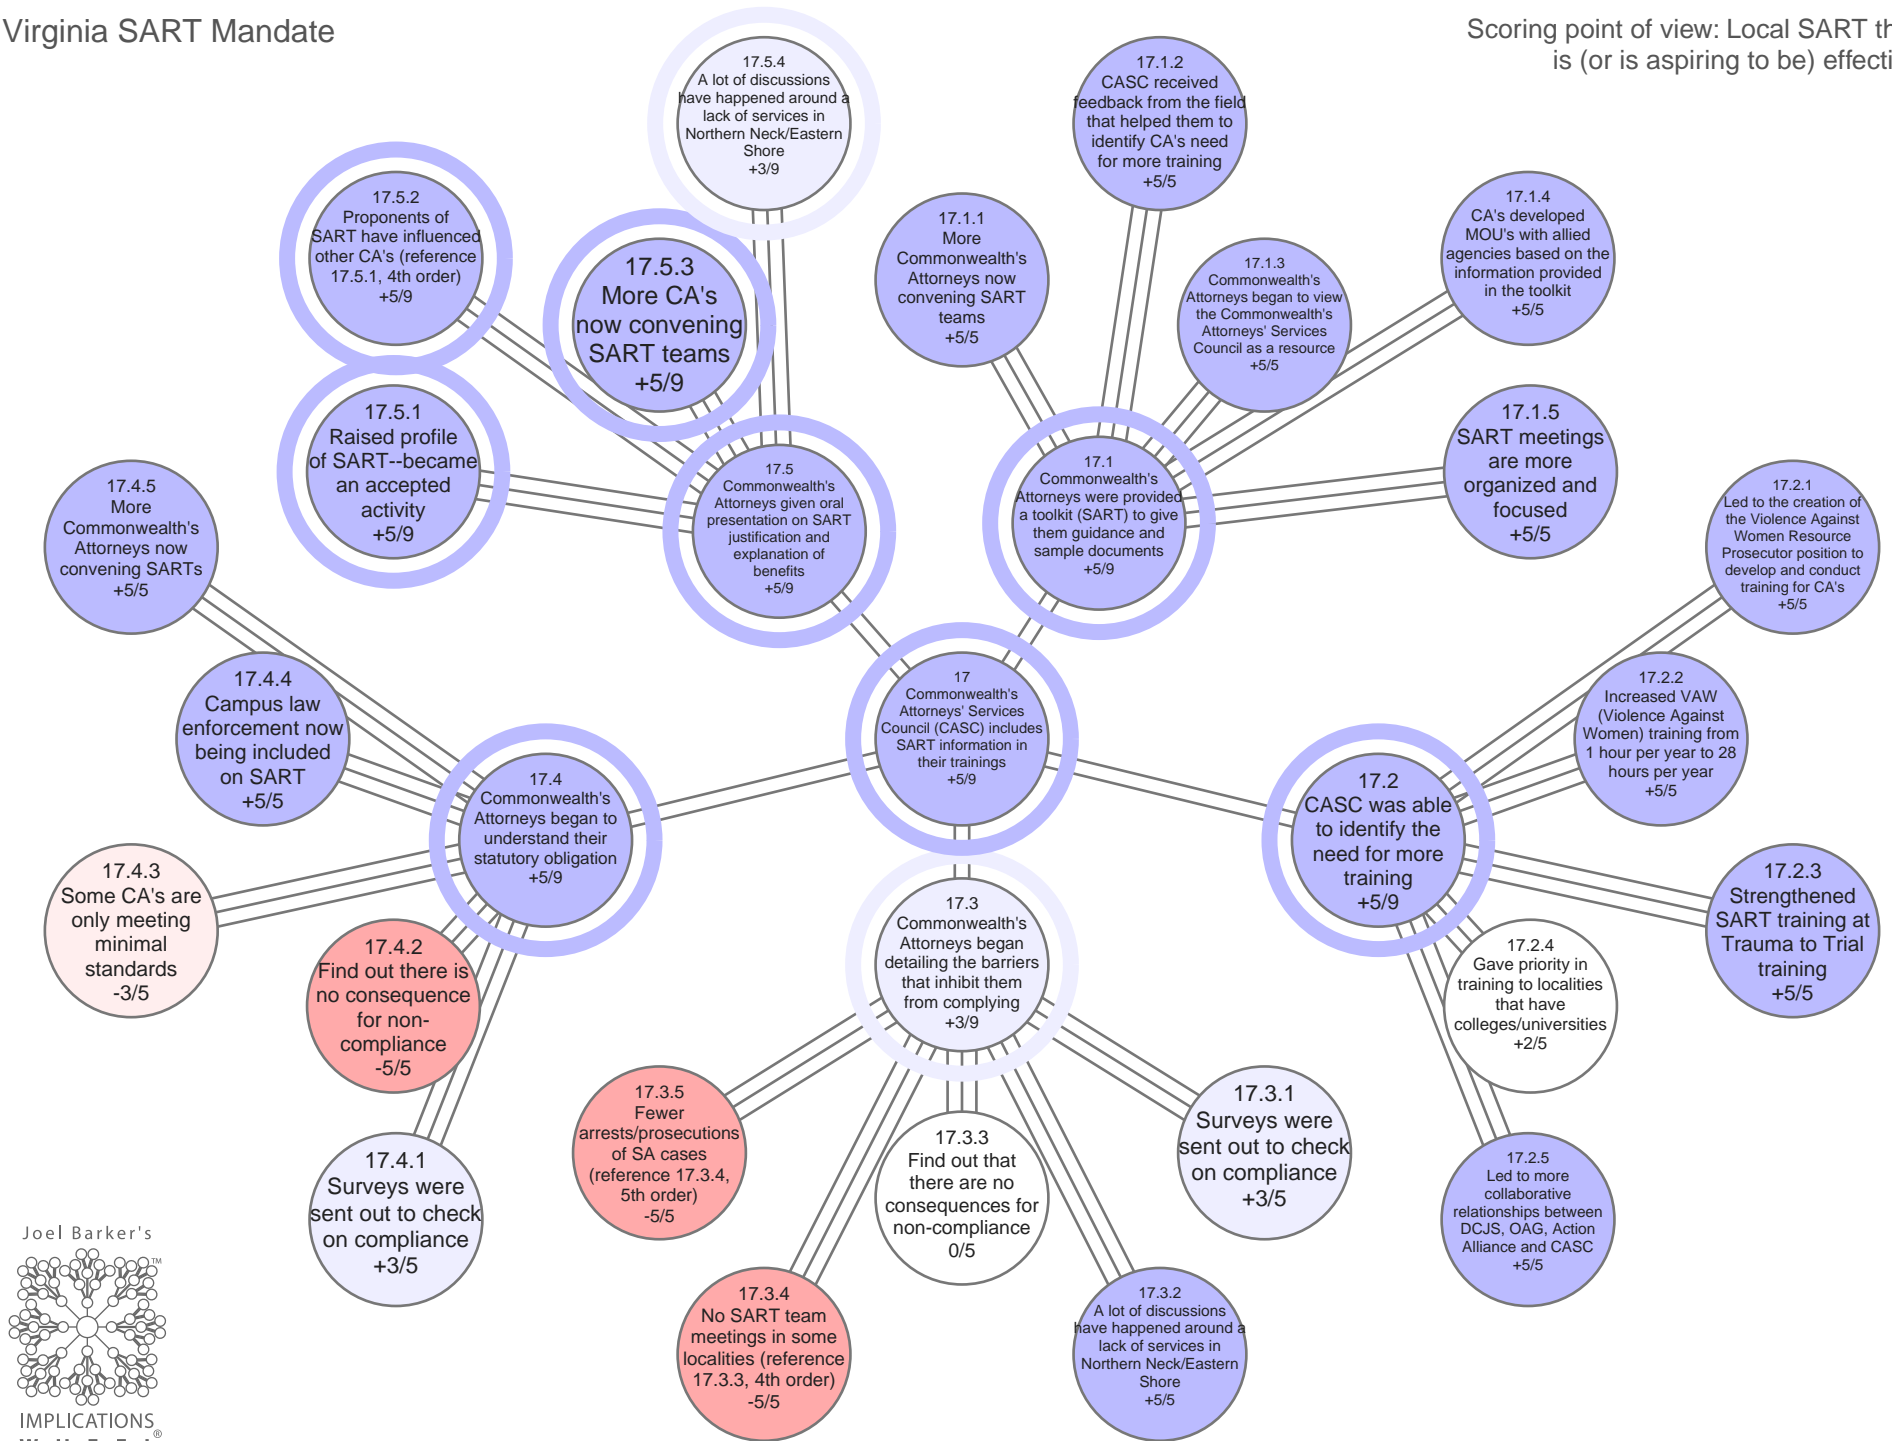 Virginia SART Mandate
Scoring point of view: Local SART th
is (or is aspiring to be) effecti
17.5.4
A lot of discussions
have happened around a
lack of services in
Northern Neck/Eastern
Shore
+3/9
17.1.2
CASC received
feedback from the field
that helped them to
identify CA's need
for more training
+5/5
17.5.2
Proponents of
SART have influenced
other CA's (reference
17.5.1, 4th order)
+5/9
17.5.3
More CA's
now convening
SART teams
+5/9
17.1.1
More
Commonwealth's
Attorneys now
convening SART
teams
+5/5
17.1.3
Commonwealth's
Attorneys began to view
the Commonwealth's
Attorneys' Services
Council as a resource
+5/5
17.1.4
CA's developed
MOU's with allied
agencies based on the
information provided
in the toolkit
+5/5
17.5.1
Raised profile
of SART--became
an accepted
activity
+5/9
17.5
Commonwealth's
Attorneys given oral
presentation on SART
justification and
explanation of
benefits
+5/9
17.1
Commonwealth's
Attorneys were provided
a toolkit (SART) to give
them guidance and
sample documents
+5/9
17.1.5
SART meetings
are more
organized and
focused
+5/5
17.4.5
More
Commonwealth's
Attorneys now
convening SARTs
+5/5
17.2.1
Led to the creation of
the Violence Against
Women Resource
Prosecutor position to
develop and conduct
training for CA's
+5/5
17.4.4
Campus law
enforcement now
being included
on SART
+5/5
17
Commonwealth's
Attorneys' Services
Council (CASC) includes
SART information in
their trainings
+5/9
17.2.2
Increased VAW
(Violence Against
Women) training from
1 hour per year to 28
hours per year
+5/5
17.4
Commonwealth's
Attorneys began to
understand their
statutory obligation
+5/9
17.2
CASC was able
to identify the
need for more
training
+5/9
17.4.3
Some CA's are
only meeting
minimal
standards
-3/5
17.2.3
Strengthened
SART training at
Trauma to Trial
training
+5/5
17.4.2
Find out there is
no consequence
for non-
compliance
-5/5
17.3
Commonwealth's
Attorneys began
detailing the barriers
that inhibit them
from complying
+3/9
17.2.4
Gave priority in
training to localities
that have
colleges/universities
+2/5
17.3.5
Fewer
arrests/prosecutions
of SA cases
(reference 17.3.4,
5th order)
-5/5
17.3.3
Find out that
there are no
consequences for
non-compliance
0/5
17.3.1
Surveys were
sent out to check
on compliance
+3/5
17.4.1
Surveys were
sent out to check
on compliance
+3/5
17.2.5
Led to more
collaborative
relationships between
DCJS, OAG, Action
Alliance and CASC
+5/5
17.3.4
No SART team
meetings in some
localities (reference
17.3.3, 4th order)
-5/5
17.3.2
A lot of discussions
have happened around a
lack of services in
Northern Neck/Eastern
Shore
+5/5
Joel Barker's
TM
IMPLICATIONS
®